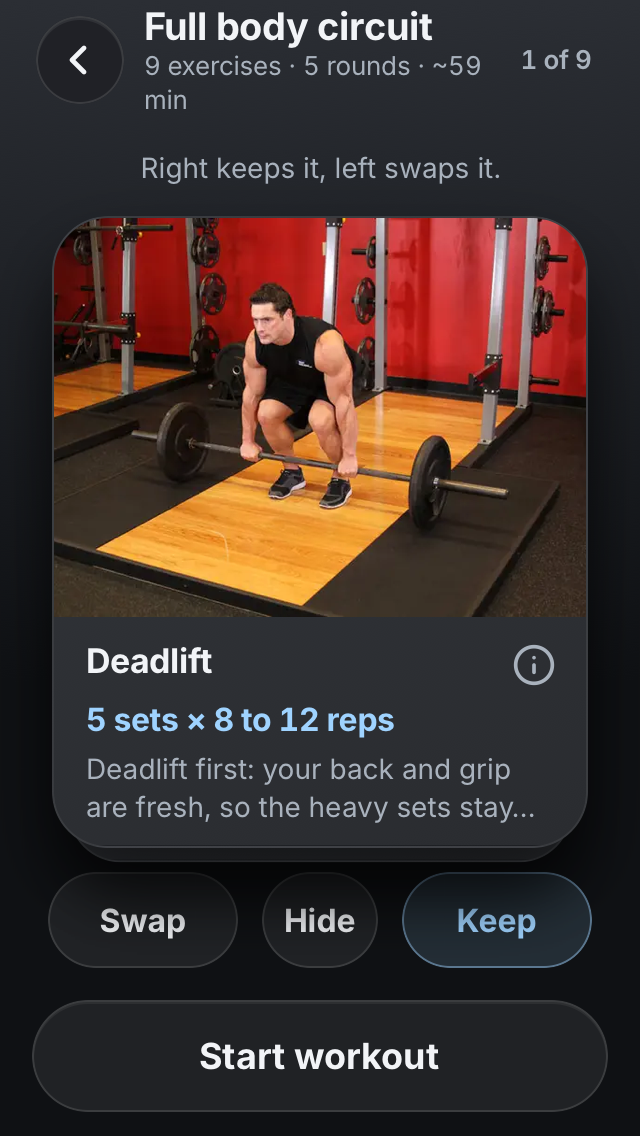 Full body circuit
9 exercises · 5 rounds · ~59
min
1 of 9
Right keeps it, left swaps it.
Deadlift
5 sets × 8 to 12 reps
Deadlift first: your back and grip
are fresh, so the heavy sets stay...
Swap
Hide
Keep
Start workout